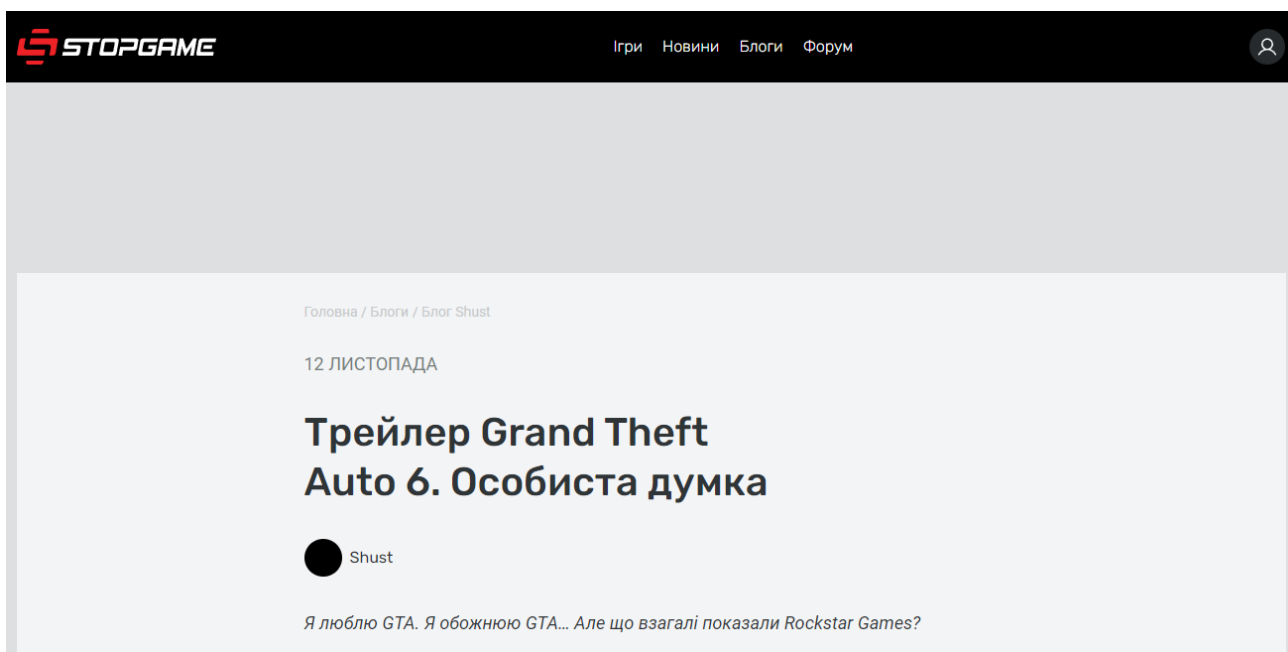 STOPGAME
Ігри Новини Блоги Форум
Головна / Блоги / Блог Shust
12 ЛИСТОПАДА
Трейлер Grand Theft
Auto 6. Особиста думка
Shust
Я люблю GTA. Я обожнюю GTA... Але що взагалі показали Rockstar Games?